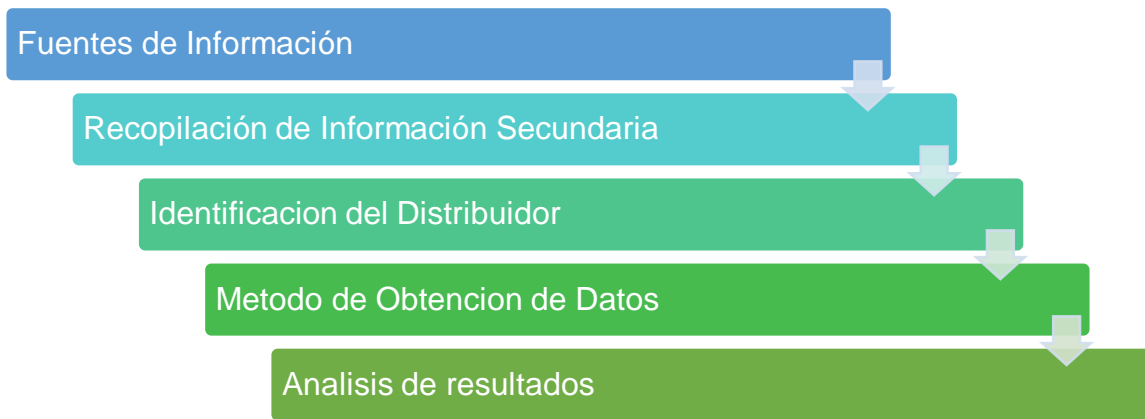 Fuentes de Información
Recopilación de Información Secundaria
Identificacion del Distribuidor
Metodo de Obtencion de Datos
Analisis de resultados